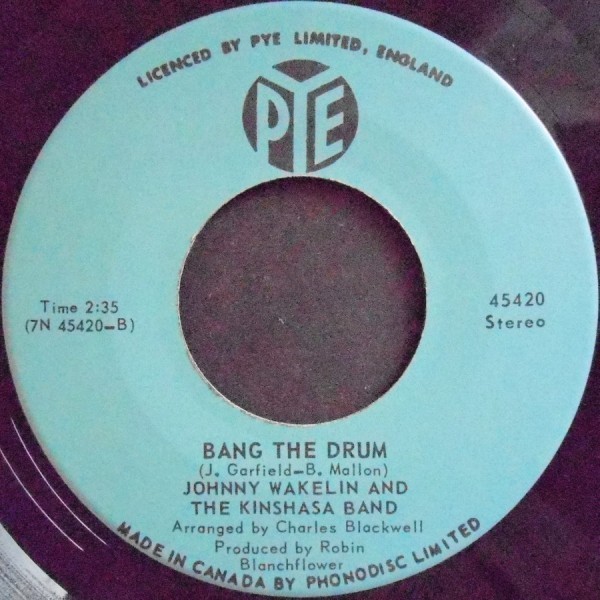 LICENCED BY PYE LIMITED, ENGLAND
PYE
Time 2:35
(7N 45420-B)
45420
Stereo
BANG THE DRUM
(J. Garfield-B. Mallon)
JOHNNY WAKELIN AND
THE KINSHASA BAND
Arranged by Charles Blackwell
Produced by Robin
Blanchflower
MADE IN CANADA BY PHONODISC LIMITED